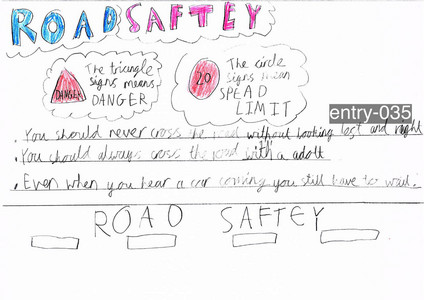 ROAD SAFTEY
The triangle
signs means
DANGER
DANGER
The circle
signs mean
SPEAD
LIMIT
20
entry-035
. You should never cross the road without looking left and right
. You should always cross the road with a adolt
. Even when you hear a car coming you still have to wait.
ROAD SAFTEY